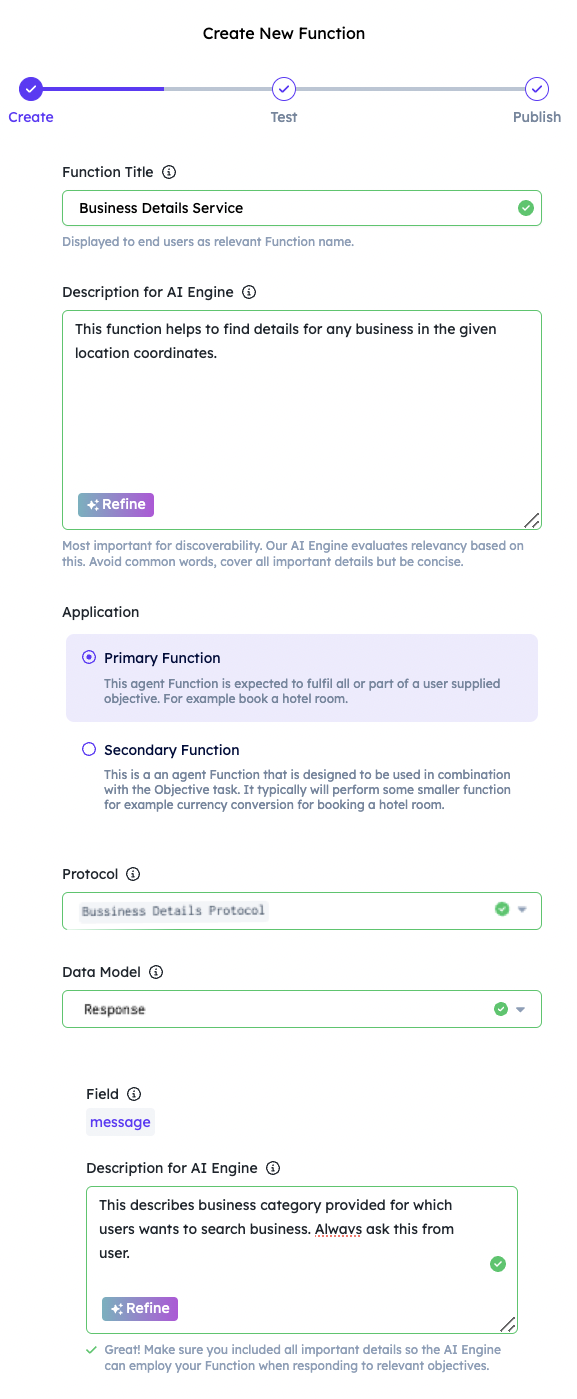 Create New Function
Create
Test
Publish
Function Title
Business Details Service
Displayed to end users as relevant Function name.
Description for AI Engine
This function helps to find details for any business in the given
location coordinates.
Refine
Most important for discoverability. Our AI Engine evaluates relevancy based on
this. Avoid common words, cover all important details but be concise.
Application
Primary Function
This agent Function is expected to fulfil all or part of a user supplied
objective. For example book a hotel room.
Secondary Function
This is a an agent Function that is designed to be used in combination
with the Objective task. It typically will perform some smaller function
for example currency conversion for booking a hotel room.
Protocol
Bussiness Details Protocol
Data Model
Response
Field
message
Description for AI Engine
This describes business category provided for which
users wants to search business. Alwavs ask this from
user.
Refine
Great! Make sure you included all important details so the AI Engine
can employ your Function when responding to relevant objectives.